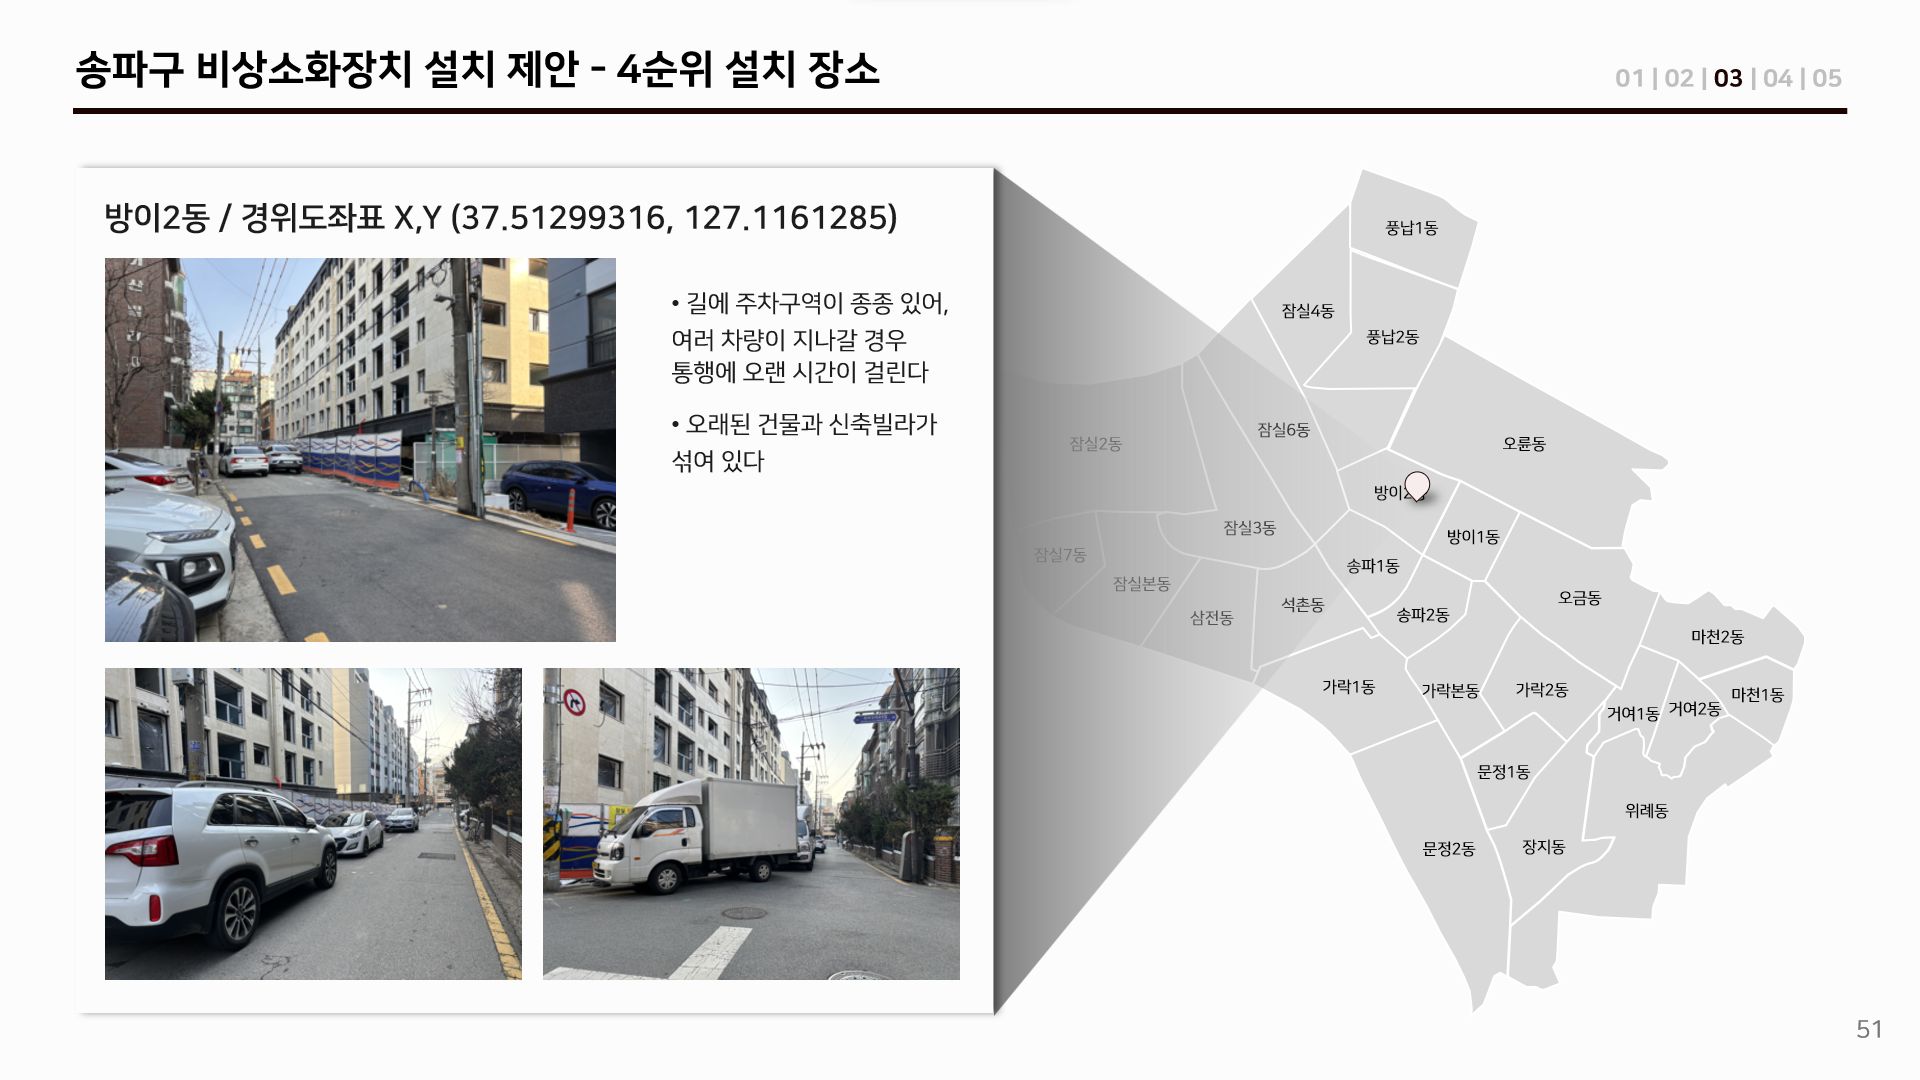 송파구 비상소화장치 설치 제안 - 4순위 설치 장소
01 | 02 | 03 | 04 | 05
방이2동 / 경위도좌표 X,Y (37.51299316, 127.1161285)
• 길에 주차구역이 종종 있어,
여러 차량이 지나갈 경우
통행에 오랜 시간이 걸린다
• 오래된 건물과 신축빌라가
섞여 있다
풍납1동
잠실4동
풍납2동
잠실6동
잠실2동
오륜동
방이2동
잠실3동
방이1동
잠실7동
송파1동
잠실본동
석촌동
오금동
삼전동
송파2동
마천2동
가락1동
가락본동
가락2동
마천1동
거여1동
거여2동
문정1동
위례동
문정2동
장지동
51